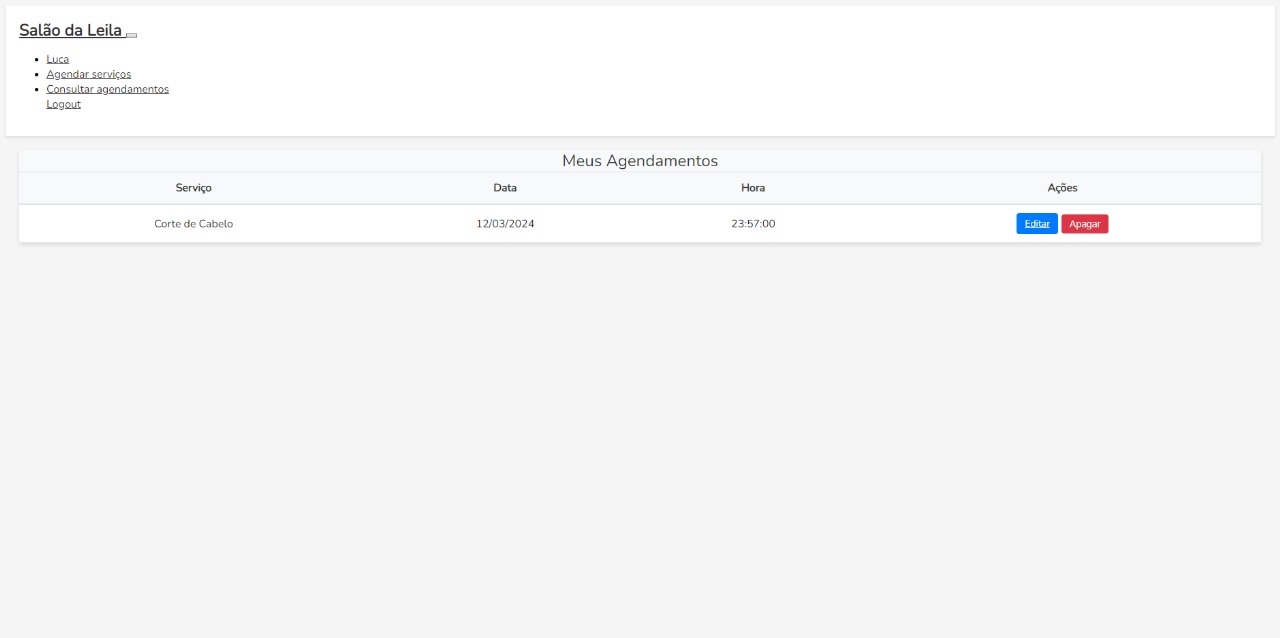 Salão da Leila
Luca
Agendar serviços
Consultar agendamentos
Logout
Meus Agendamentos
Serviço Data Hora Ações
Corte de Cabelo 12/03/2024 23:57:00 Editar Apagar